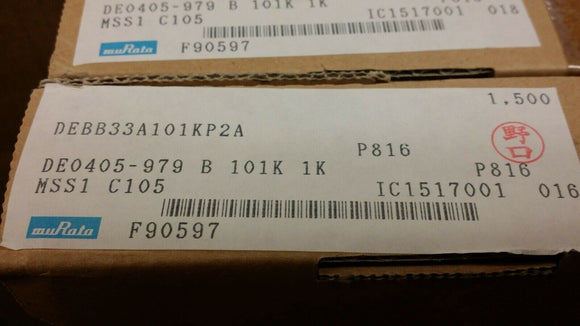 DE0405-979 B 101K 1K
MSS1 C105 IC1517001 018
muRata F90597
1,500
DEBB33A101KP2A
野口
P816
DE0405-979 B 101K 1K P816
MSS1 C105 IC1517001 016
muRata F90597